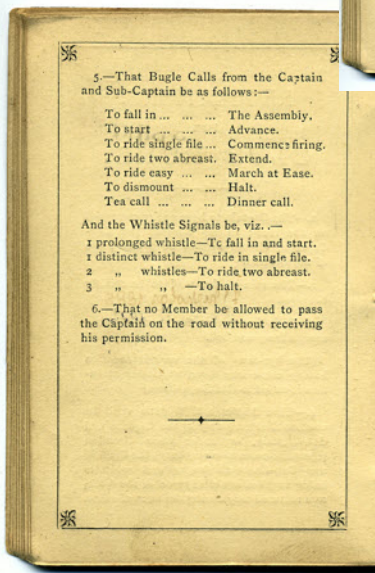 5.—That Bugle Calls from the Captain
and Sub-Captain be as follows:—
To fall in ... ... ... The Assembly.
To start ... ... ... Advance.
To ride single file ... Commence firing.
To ride two abreast. Extend.
To ride easy ... ... March at Ease.
To dismount ... ... Halt.
Tea call ... ... ... Dinner call.
And the Whistle Signals be, viz. :—
1 prolonged whistle—To fall in and start.
1 distinct whistle—To ride in single file.
2 „ whistles—To ride two abreast.
3 „ „ —To halt.
6.—That no Member be allowed to pass
the Captain on the road without receiving
his permission.